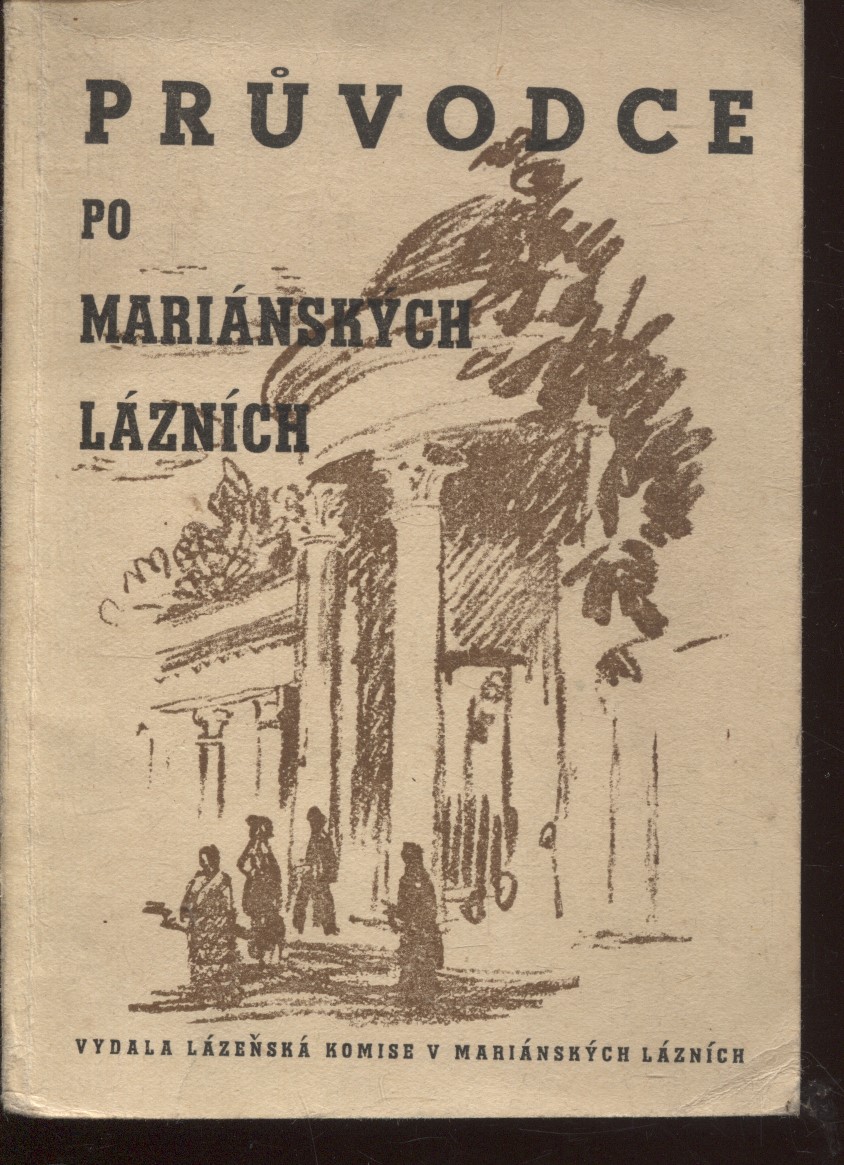 PRŮVODCE
PO
MARIÁNSKÝCH
LÁZNÍCH
VYDALA LÁZEŇSKÁ KOMISE V MARIÁNSKÝCH LÁZNÍCH